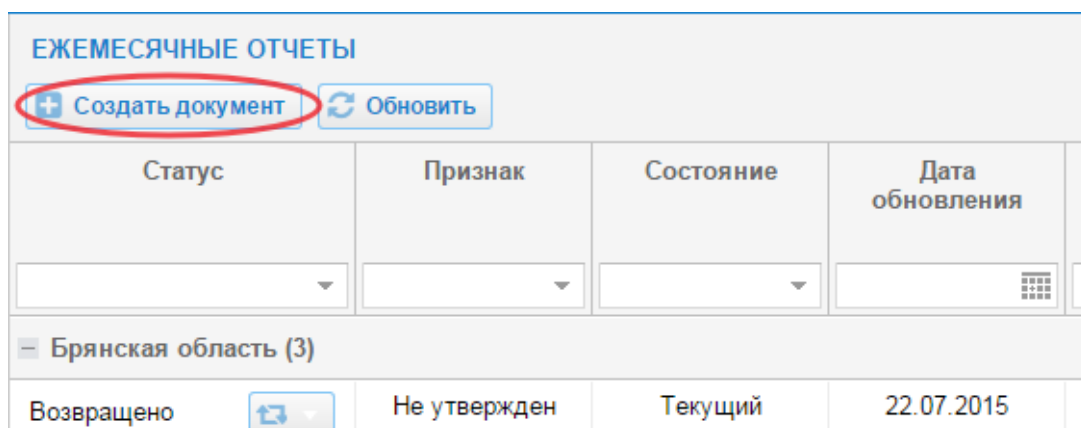 ЕЖЕМЕСЯЧНЫЕ ОТЧЕТЫ
Создать документ Обновить
Статус Признак Состояние Дата
обновления
Брянская область (3)
Возвращено Не утвержден Текущий 22.07.2015